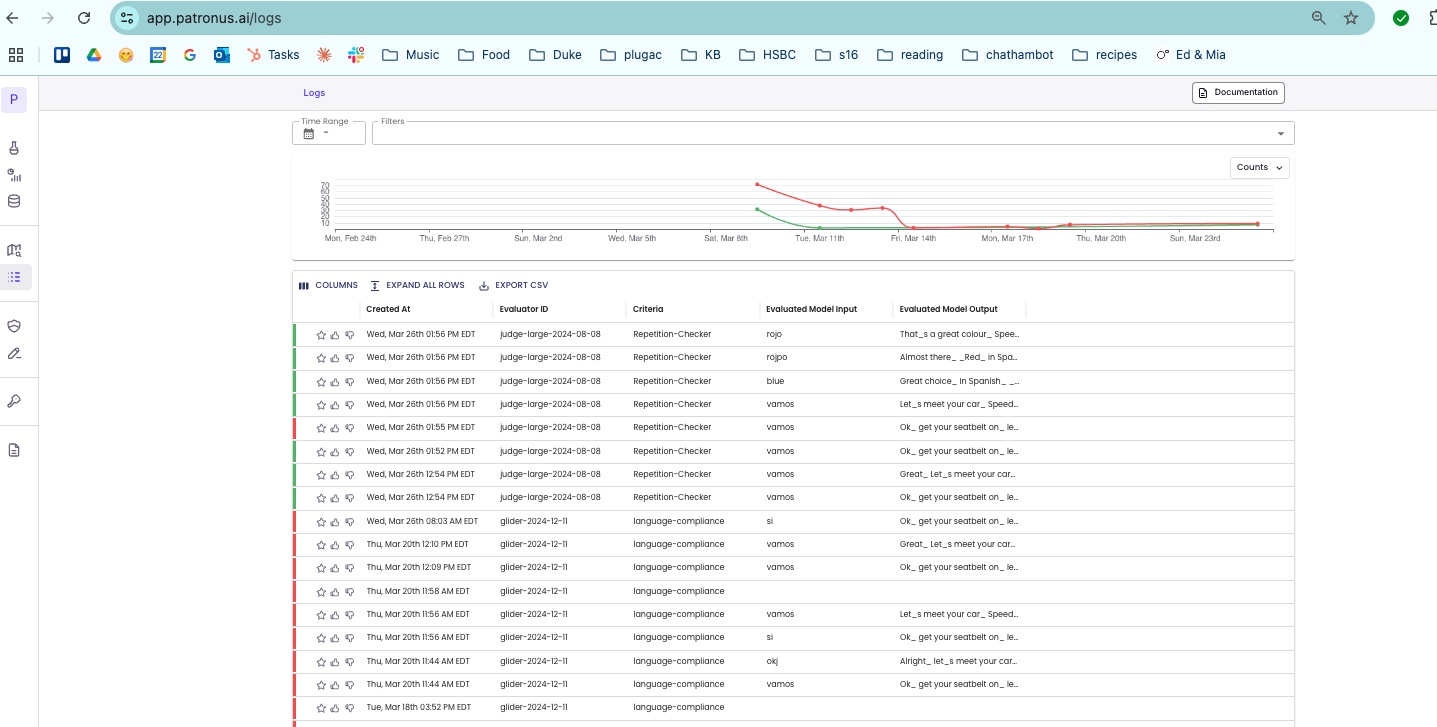 app.patronus.ai/logs
22 Tasks Music Food Duke plugac KB HSBC s16 reading chathambot recipes Ed & Mia
P Logs Documentation
Time Range Filters
–
Counts
70
60
50
40
30
20
10
Mon, Feb 24th Thu, Feb 27th Sun, Mar 2nd Wed, Mar 5th Sat, Mar 8th Tue, Mar 11th Fri, Mar 14th Mon, Mar 17th Thu, Mar 20th Sun, Mar 23rd
COLUMNS EXPAND ALL ROWS EXPORT CSV
Created At Evaluator ID Criteria Evaluated Model Input Evaluated Model Output
Wed, Mar 26th 01:56 PM EDT judge-large-2024-08-08 Repetition-Checker rojo That_s a great colour_ Spee...
Wed, Mar 26th 01:56 PM EDT judge-large-2024-08-08 Repetition-Checker rojpo Almost there_ _Red_ in Spa...
Wed, Mar 26th 01:56 PM EDT judge-large-2024-08-08 Repetition-Checker blue Great choice_ In Spanish_ _...
Wed, Mar 26th 01:56 PM EDT judge-large-2024-08-08 Repetition-Checker vamos Let_s meet your car_ Speed...
Wed, Mar 26th 01:55 PM EDT judge-large-2024-08-08 Repetition-Checker vamos Ok_ get your seatbelt on_ le...
Wed, Mar 26th 01:52 PM EDT judge-large-2024-08-08 Repetition-Checker vamos Ok_ get your seatbelt on_ le...
Wed, Mar 26th 12:54 PM EDT judge-large-2024-08-08 Repetition-Checker vamos Great_ Let_s meet your car...
Wed, Mar 26th 12:54 PM EDT judge-large-2024-08-08 Repetition-Checker vamos Ok_ get your seatbelt on_ le...
Wed, Mar 26th 08:03 AM EDT glider-2024-12-11 language-compliance si Ok_ get your seatbelt on_ le...
Thu, Mar 20th 12:10 PM EDT glider-2024-12-11 language-compliance vamos Great_ Let_s meet your car...
Thu, Mar 20th 12:09 PM EDT glider-2024-12-11 language-compliance vamos Ok_ get your seatbelt on_ le...
Thu, Mar 20th 11:58 AM EDT glider-2024-12-11 language-compliance
Thu, Mar 20th 11:56 AM EDT glider-2024-12-11 language-compliance vamos Let_s meet your car_ Speed...
Thu, Mar 20th 11:56 AM EDT glider-2024-12-11 language-compliance si Ok_ get your seatbelt on_ le...
Thu, Mar 20th 11:44 AM EDT glider-2024-12-11 language-compliance okj Alright_ let_s meet your car...
Thu, Mar 20th 11:44 AM EDT glider-2024-12-11 language-compliance vamos Ok_ get your seatbelt on_ le...
Tue, Mar 18th 03:52 PM EDT glider-2024-12-11 language-compliance